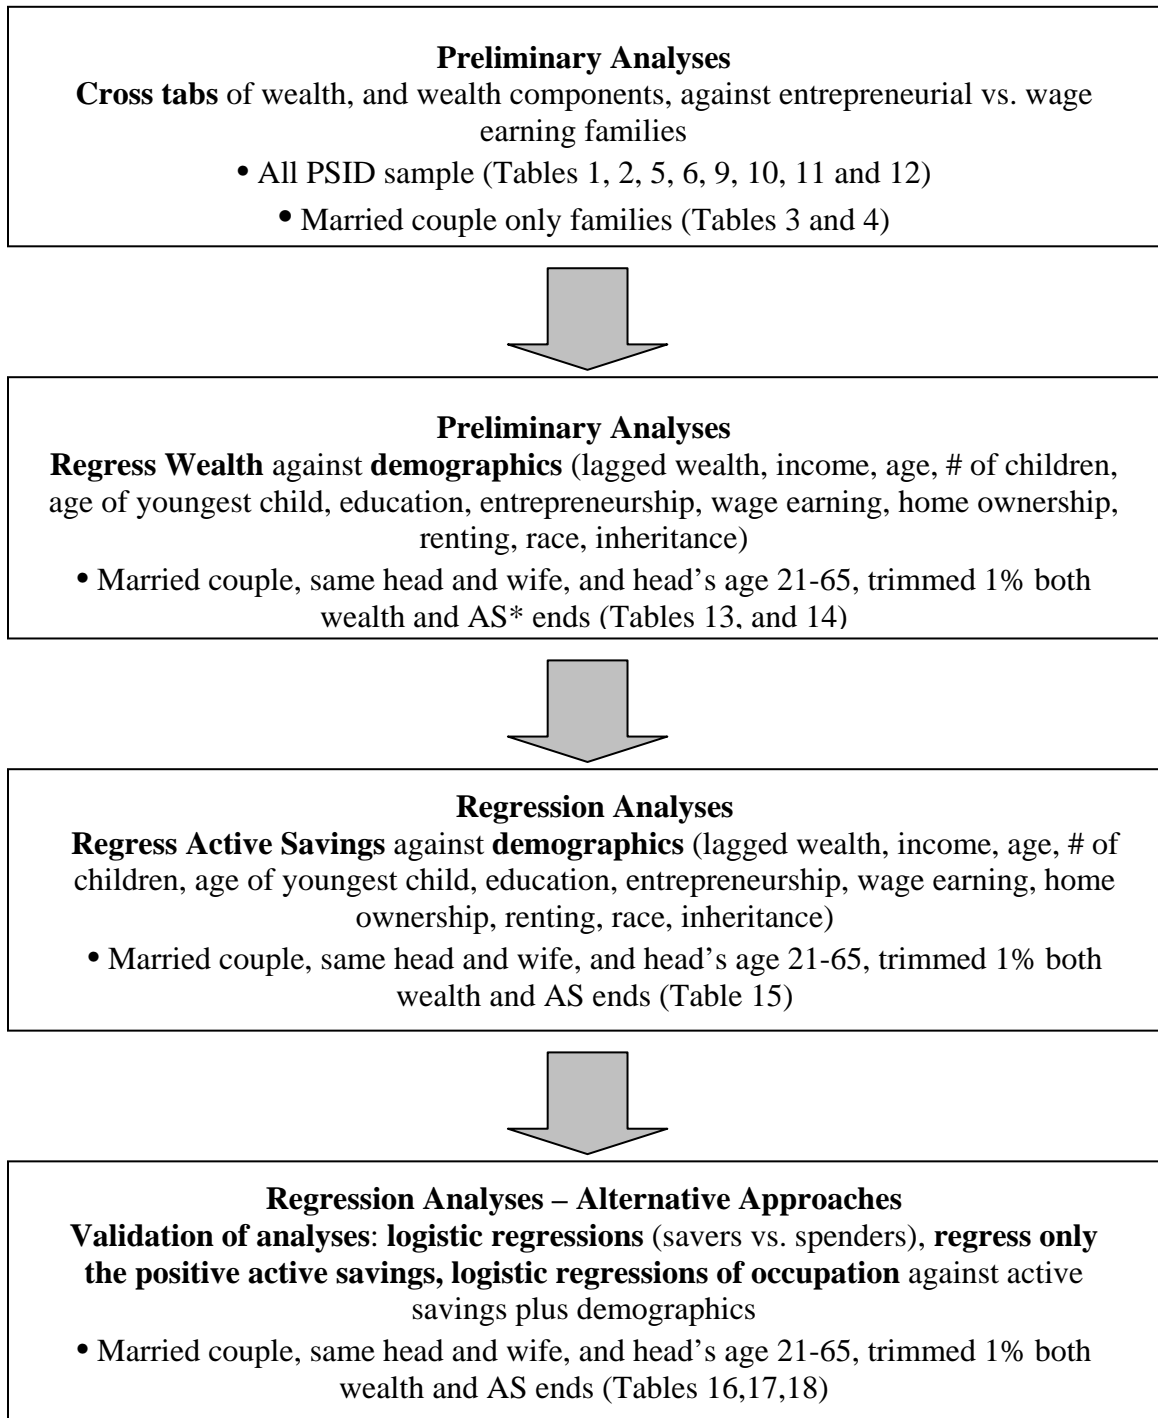 Preliminary Analyses
Cross tabs of wealth, and wealth components, against entrepreneurial vs. wage
earning families
• All PSID sample (Tables 1, 2, 5, 6, 9, 10, 11 and 12)
• Married couple only families (Tables 3 and 4)
Preliminary Analyses
Regress Wealth against demographics (lagged wealth, income, age, # of children,
age of youngest child, education, entrepreneurship, wage earning, home ownership,
renting, race, inheritance)
• Married couple, same head and wife, and head’s age 21-65, trimmed 1% both
wealth and AS* ends (Tables 13, and 14)
Regression Analyses
Regress Active Savings against demographics (lagged wealth, income, age, # of
children, age of youngest child, education, entrepreneurship, wage earning, home
ownership, renting, race, inheritance)
• Married couple, same head and wife, and head’s age 21-65, trimmed 1% both
wealth and AS ends (Table 15)
Regression Analyses – Alternative Approaches
Validation of analyses: logistic regressions (savers vs. spenders), regress only
the positive active savings, logistic regressions of occupation against active
savings plus demographics
• Married couple, same head and wife, and head’s age 21-65, trimmed 1% both
wealth and AS ends (Tables 16,17,18)